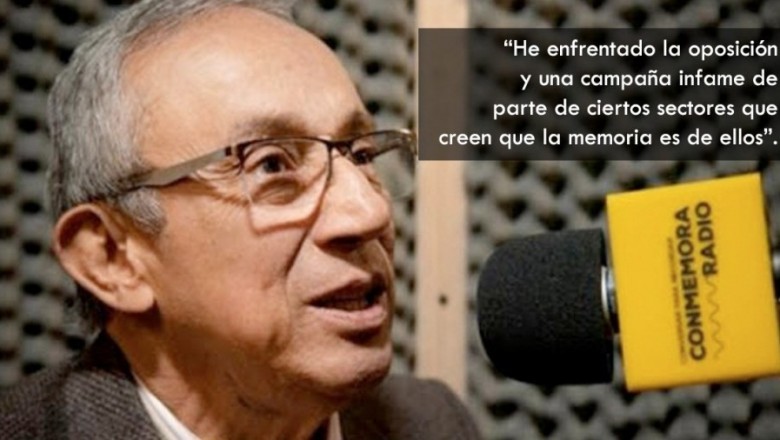 “He enfrentado la oposición
y una campaña infame de
parte de ciertos sectores que
creen que la memoria es de ellos”.
CONMEMORA
RADIO